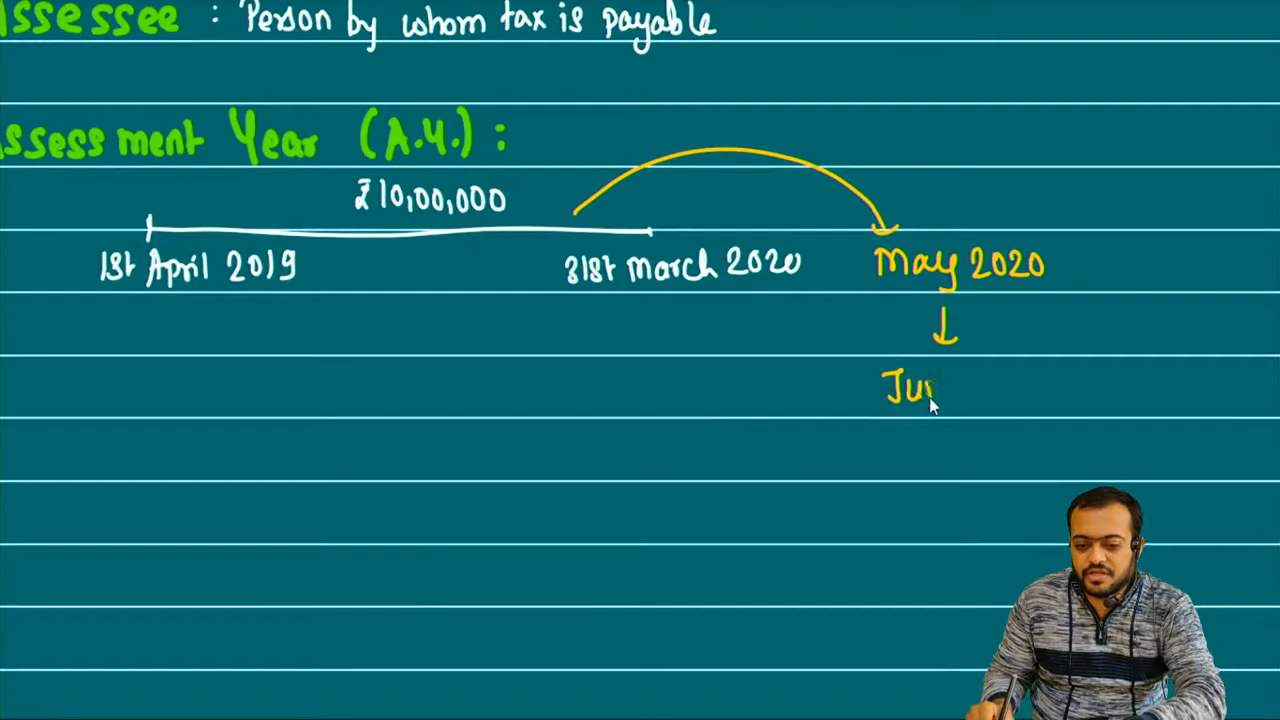 ssessee : Person by whom tax is payable
ssessment Year (A.Y.) :
₹10,00,000
1st April 2019 31st March 2020 May 2020
↓
Jun